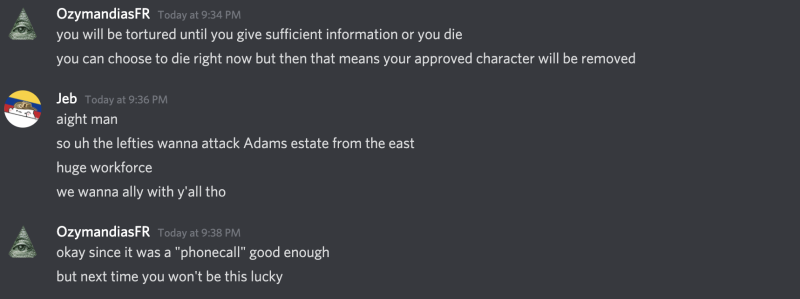 OzymandiasFR Today at 9:34 PM
you will be tortured until you give sufficient information or you die
you can choose to die right now but then that means your approved character will be removed
Jeb Today at 9:36 PM
aight man
so uh the lefties wanna attack Adams estate from the east
huge workforce
we wanna ally with y'all tho
OzymandiasFR Today at 9:38 PM
okay since it was a "phonecall" good enough
but next time you won't be this lucky